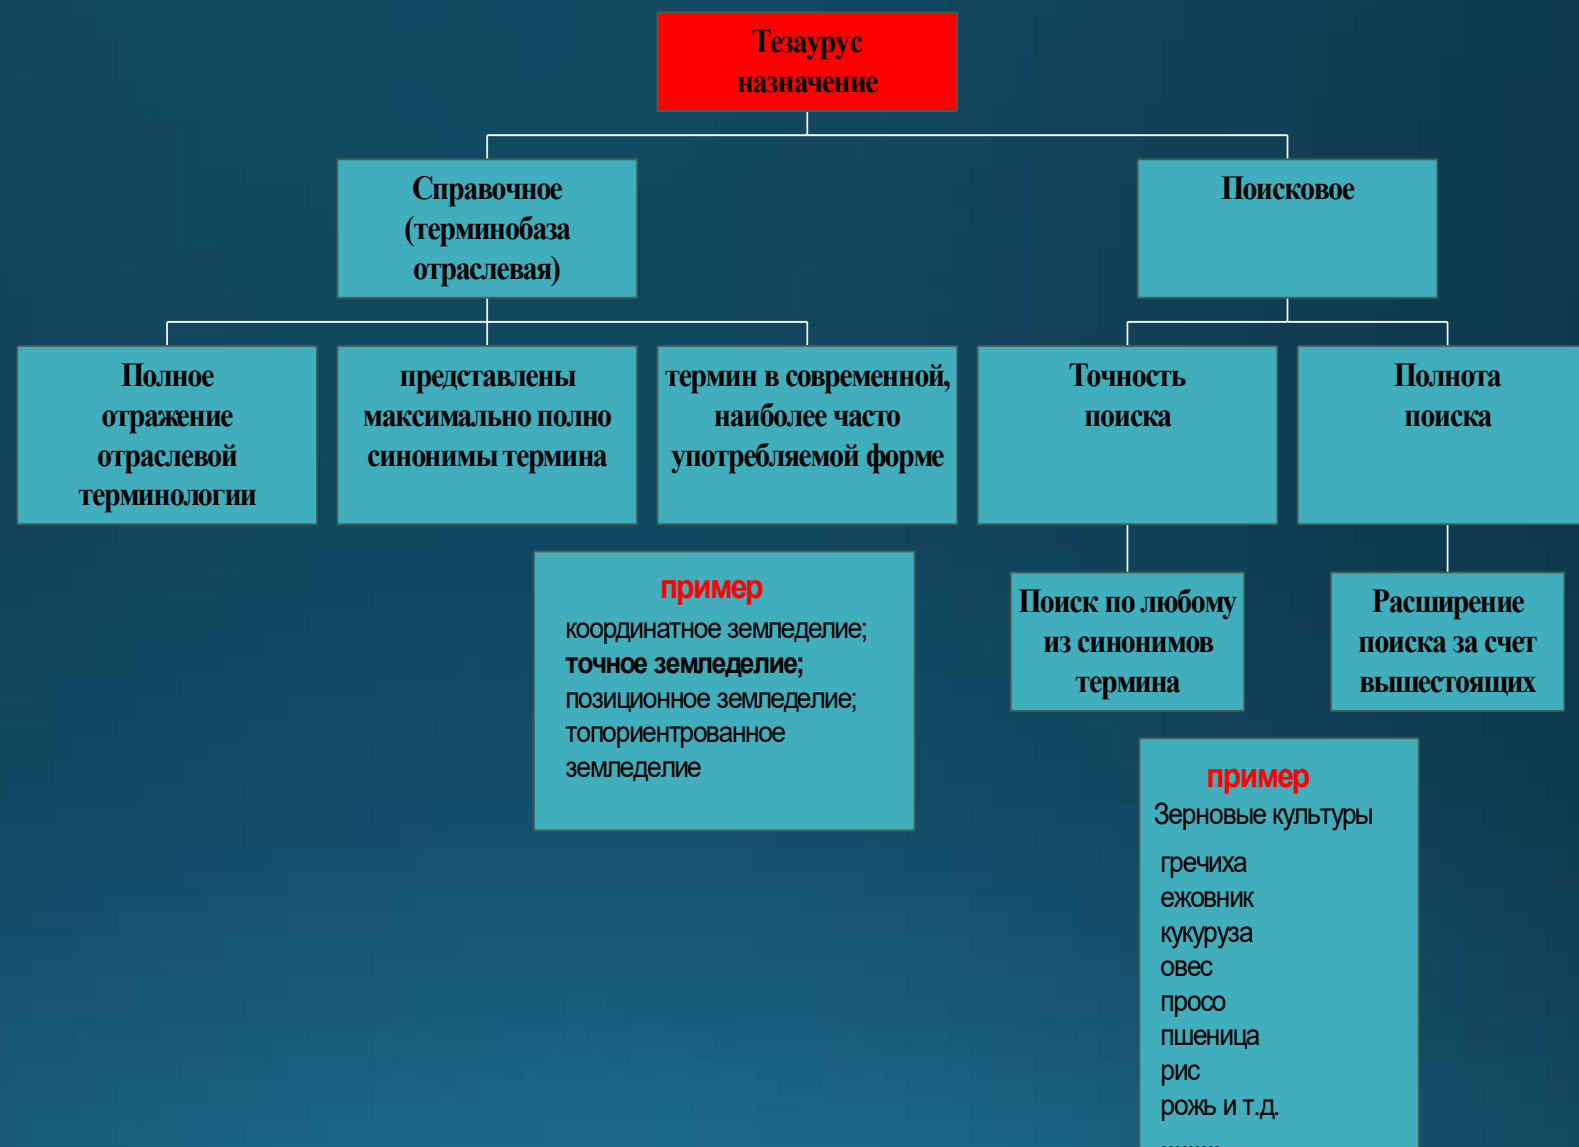 Тезаурус
назначение
Справочное
(терминобаза
отраслевая)
Поисковое
Полное
отражение
отраслевой
терминологии
представлены
максимально полно
синонимы термина
термин в современной,
наиболее часто
употребляемой форме
Точность
поиска
Полнота
поиска
пример
координатное земледелие;
точное земледелие;
позиционное земледелие;
топориентрованное
земледелие
Поиск по любому
из синонимов
термина
Расширение
поиска за счет
вышестоящих
пример
Зерновые культуры
гречиха
ежовник
кукуруза
овес
просо
пшеница
рис
рожь и т.д.